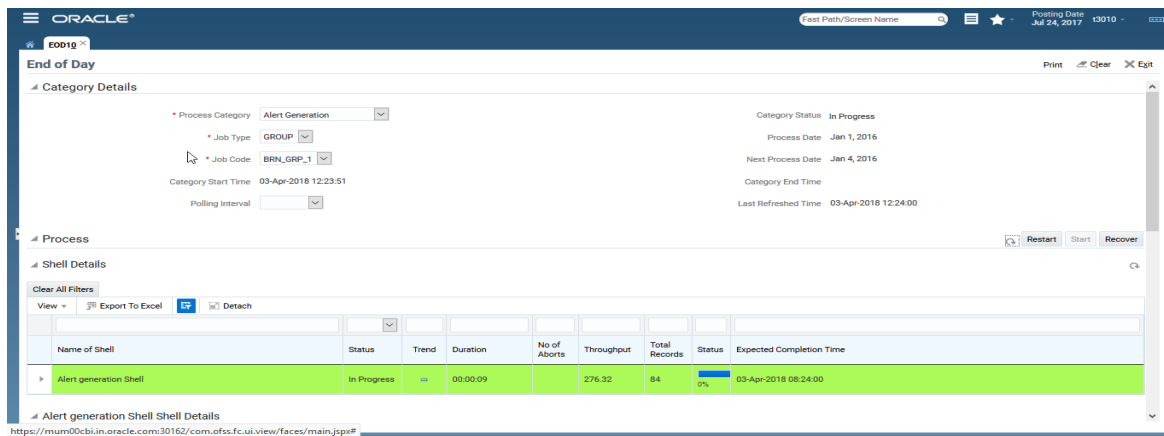 ORACLE®
Fast Path/Screen Name
Posting Date
Jul 24, 2017
t3010
EOD10
End of Day
Print Clear Exit
Category Details
* Process Category Alert Generation
Category Status In Progress
* Job Type GROUP
Process Date Jan 1, 2016
* Job Code BRN_GRP_1
Next Process Date Jan 4, 2016
Category Start Time 03-Apr-2018 12:23:51
Category End Time
Polling Interval
Last Refreshed Time 03-Apr-2018 12:24:00
Process
Restart Start Recover
Shell Details
Clear All Filters
View Export To Excel Detach
Name of Shell Status Trend Duration No of Aborts Throughput Total Records Status Expected Completion Time
Alert generation Shell In Progress 00:00:09 276.32 84 0% 03-Apr-2018 08:24:00
Alert generation Shell Shell Details
https://mum00cbi.in.oracle.com:30162/com.ofss.fc.ui.view/faces/main.jspx#